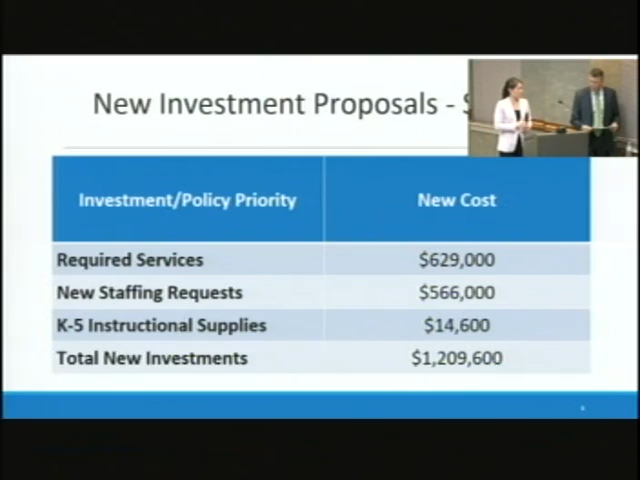 New Investment Proposals - S
Investment/Policy Priority New Cost
Required Services $629,000
New Staffing Requests $566,000
K-5 Instructional Supplies $14,600
Total New Investments $1,209,600